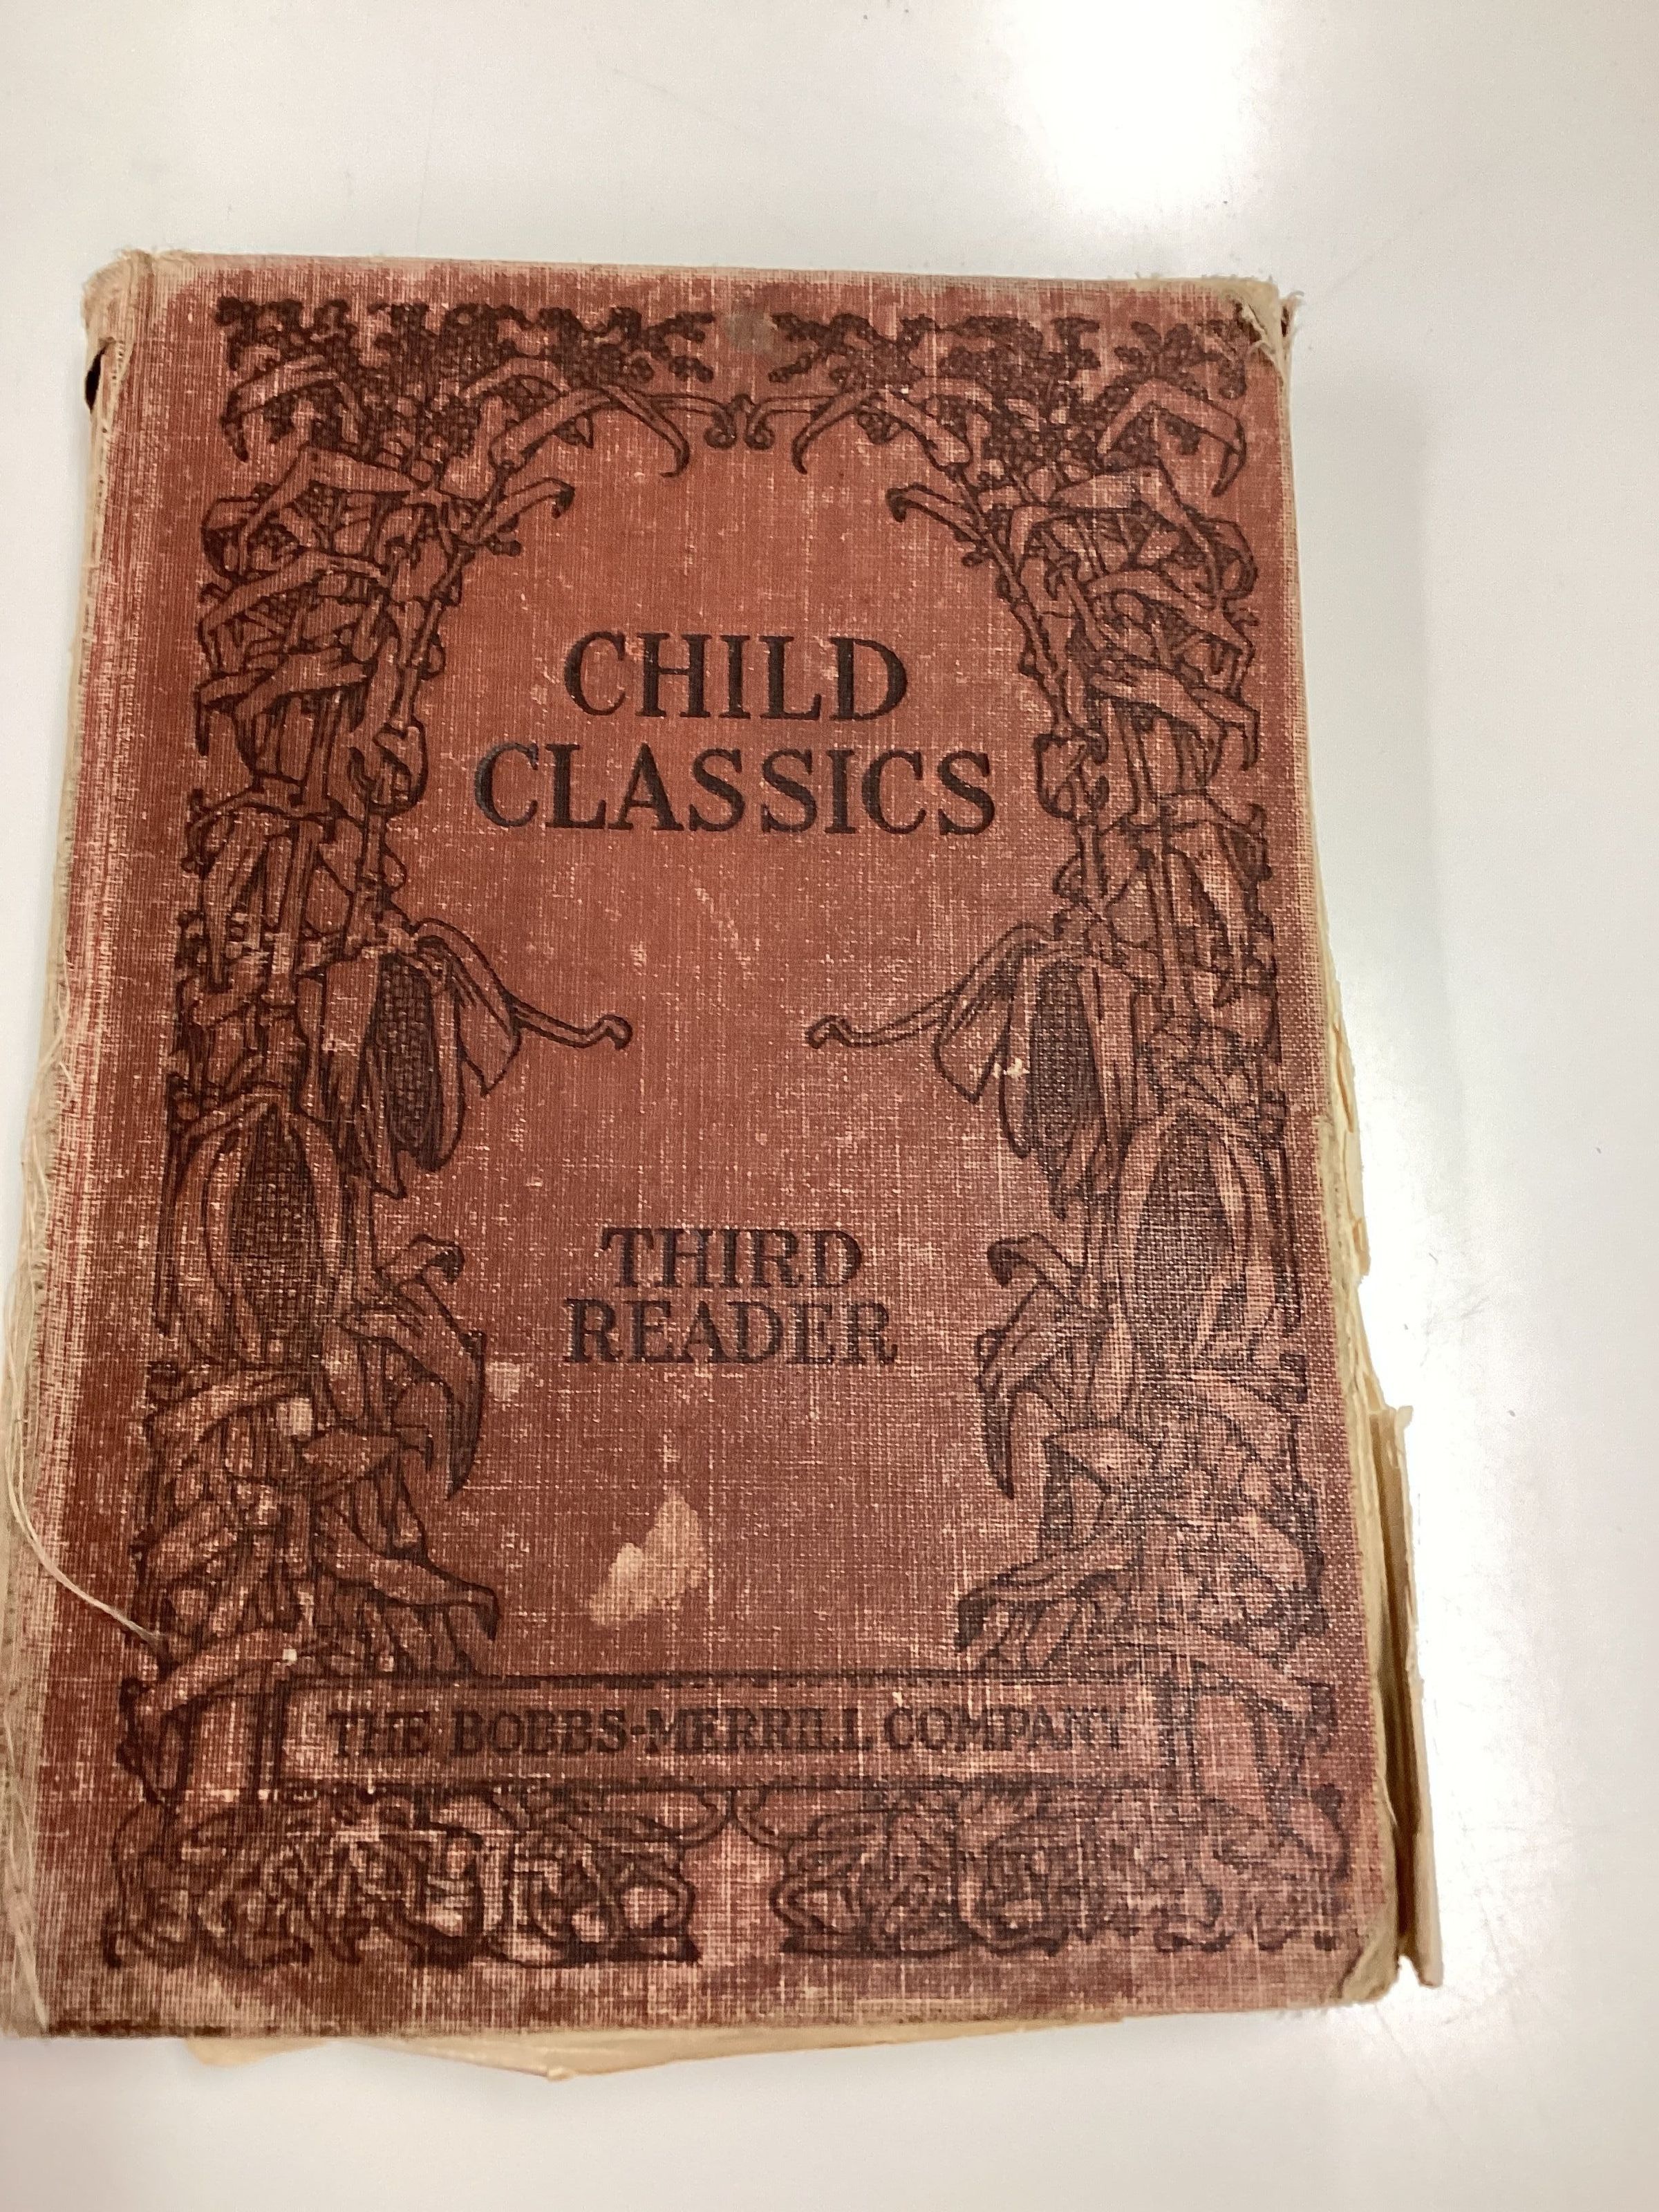 CHILD
CLASSICS
THIRD
READER
THE BOBBS-MERRILL COMPANY